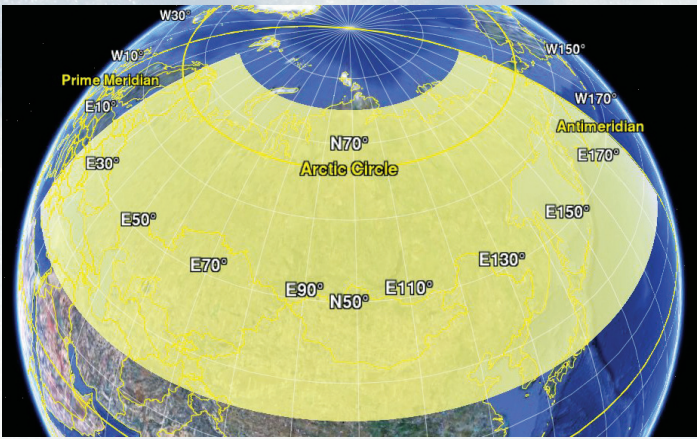 W30°
W10°
W150°
Prime Meridian
W170°
E10°
Antimeridian
N70°
E170°
E30°
Arctic Circle
E150°
E50°
E130°
E70°
E90°
E110°
N50°